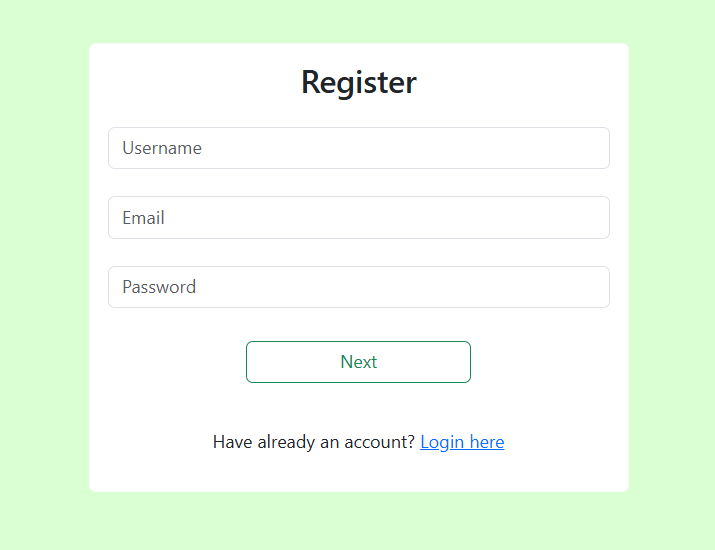 Register
Username
Email
Password
Next
Have already an account? Login here